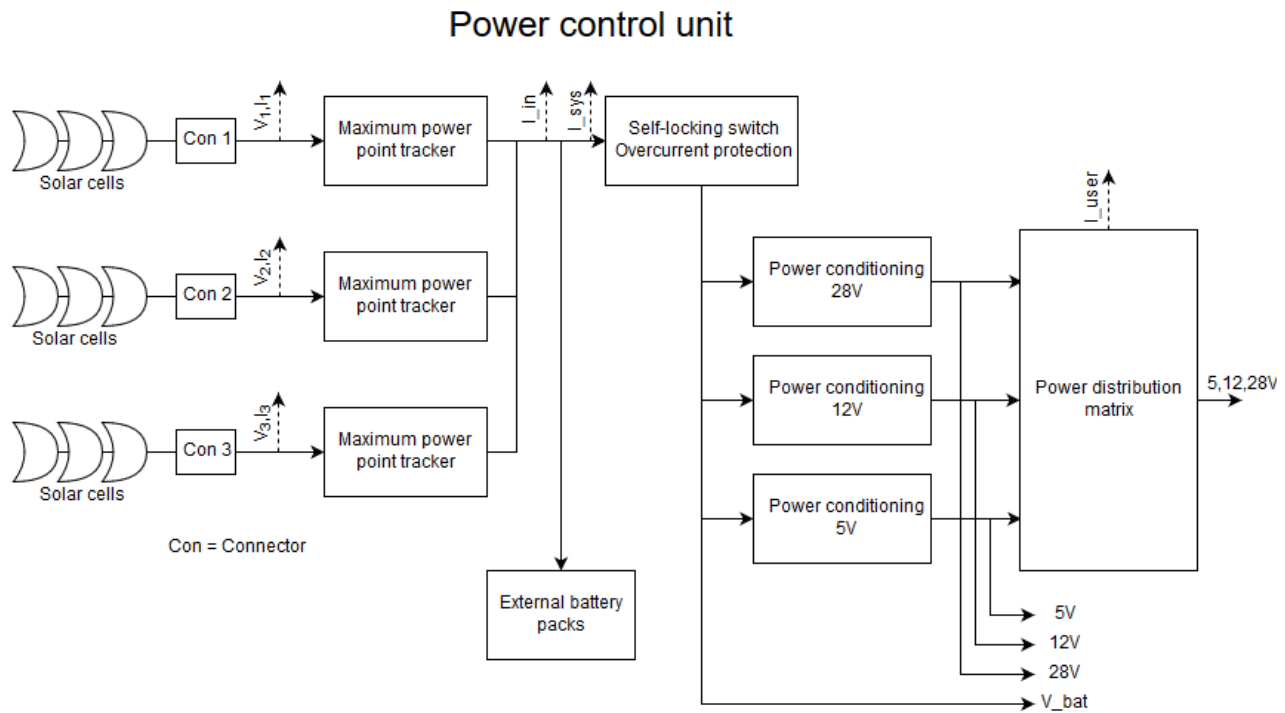 Power control unit
V₁,I₁
I_in
I_sys
Con 1
Maximum power
point tracker
Self-locking switch
Overcurrent protection
Solar cells
I_user
V₂,I₂
Con 2
Maximum power
point tracker
Power conditioning
28V
Solar cells
Power conditioning
12V
Power distribution
matrix
5,12,28V
V₃,I₃
Con 3
Maximum power
point tracker
Solar cells
Power conditioning
5V
Con = Connector
External battery
packs
5V
12V
28V
V_bat